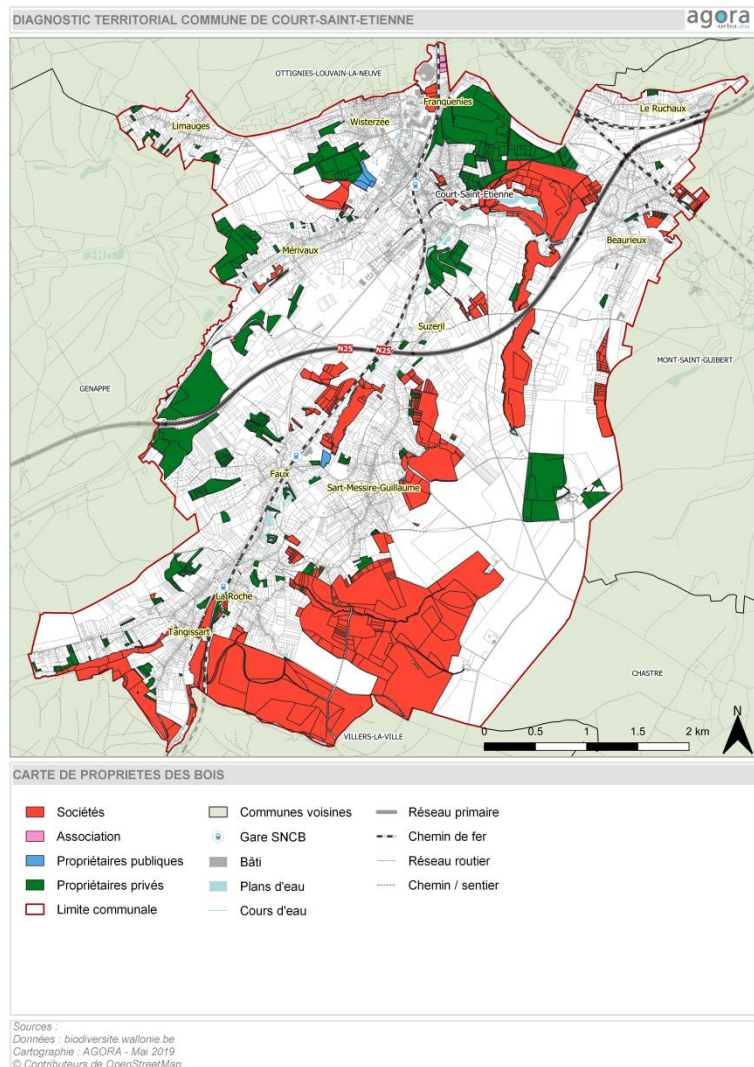 DIAGNOSTIC TERRITORIAL COMMUNE DE COURT-SAINT-ETIENNE
agora
urba.eu
OTTIGNIES-LOUVAIN-LA-NEUVE
Franquenies
Le Ruchaux
Limauges
Wisterzée
Court-Saint-Etienne
Beaurieux
Mérivaux
Suzeril
N25
N25
MONT-SAINT-GUIBERT
GENAPPE
Faux
Sart-Messire-Guillaume
La Roche
Tangissart
CHASTRE
VILLERS-LA-VILLE
N
0 0.5 1 1.5 2 km
CARTE DE PROPRIETES DES BOIS
Sociétés
Association
Propriétaires publiques
Propriétaires privés
Limite communale
Communes voisines
Gare SNCB
Bâti
Plans d'eau
Cours d'eau
Réseau primaire
Chemin de fer
Réseau routier
Chemin / sentier
Sources :
Données : biodiversite.wallonie.be
Cartographie : AGORA - Mai 2019
© Contributeurs de OpenStreetMap